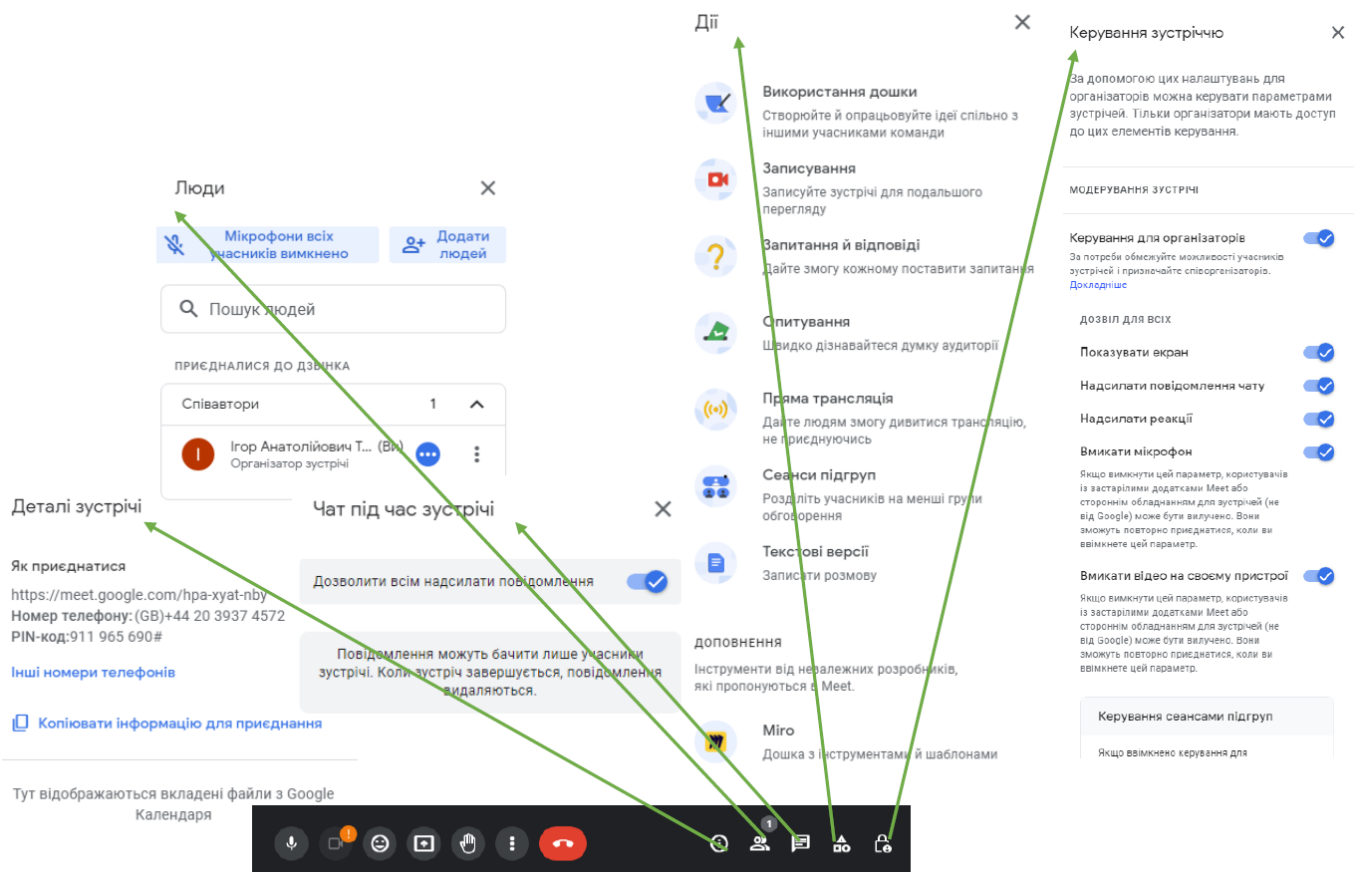 Люди
Мікрофони всіх
учасників вимкнено
Додати
людей
Пошук людей
ПРИЄДНАЛИСЯ ДО ДЗВІНКА
Співавтори 1
І
Ігор Анатолійович Т... (Ви)
Організатор зустрічі
Деталі зустрічі
Як приєднатися
https://meet.google.com/hpa-xyat-nby
Номер телефону: (GB)+44 20 3937 4572
PIN-код:911 965 690#
Інші номери телефонів
Копіювати інформацію для приєднання
Тут відображаються вкладені файли з Google
Календаря
Чат під час зустрічі
Дозволити всім надсилати повідомлення
Повідомлення можуть бачити лише учасники
зустрічі. Коли зустріч завершується, повідомлення
видаляються.
Дії
Використання дошки
Створюйте й опрацьовуйте ідеї спільно з
іншими учасниками команди
Записування
Записуйте зустрічі для подальшого
перегляду
Запитання й відповіді
Дайте змогу кожному поставити запитання
Опитування
Швидко дізнавайтеся думку аудиторії
Пряма трансляція
Дайте людям змогу дивитися трансляцію,
не приєднуючись
Сеанси підгруп
Розділіть учасників на менші групи
обговорення
Текстові версії
Записати розмову
ДОПОВНЕННЯ
Інструменти від незалежних розробників,
які пропонуються в Meet.
Miro
Дошка з інструментами й шаблонами
Керування зустріччю
За допомогою цих налаштувань для
організаторів можна керувати параметрами
зустрічей. Тільки організатори мають доступ
до цих елементів керування.
МОДЕРУВАННЯ ЗУСТРІЧІ
Керування для організаторів
За потреби обмежуйте можливості учасників
зустрічей і призначайте співорганізаторів.
Докладніше
ДОЗВІЛ ДЛЯ ВСІХ
Показувати екран
Надсилати повідомлення чату
Надсилати реакції
Вмикати мікрофон
Якщо вимкнути цей параметр, користувачів
із застарілими додатками Meet або
стороннім обладнанням для зустрічей (не
від Google) може бути вилучено. Вони
зможуть повторно приєднатися, коли ви
ввімкнете цей параметр.
Вмикати відео на своєму пристрої
Якщо вимкнути цей параметр, користувачів
із застарілими додатками Meet або
стороннім обладнанням для зустрічей (не
від Google) може бути вилучено. Вони
зможуть повторно приєднатися, коли ви
ввімкнете цей параметр.
Керування сеансами підгруп
Якщо ввімкнено керування для
1